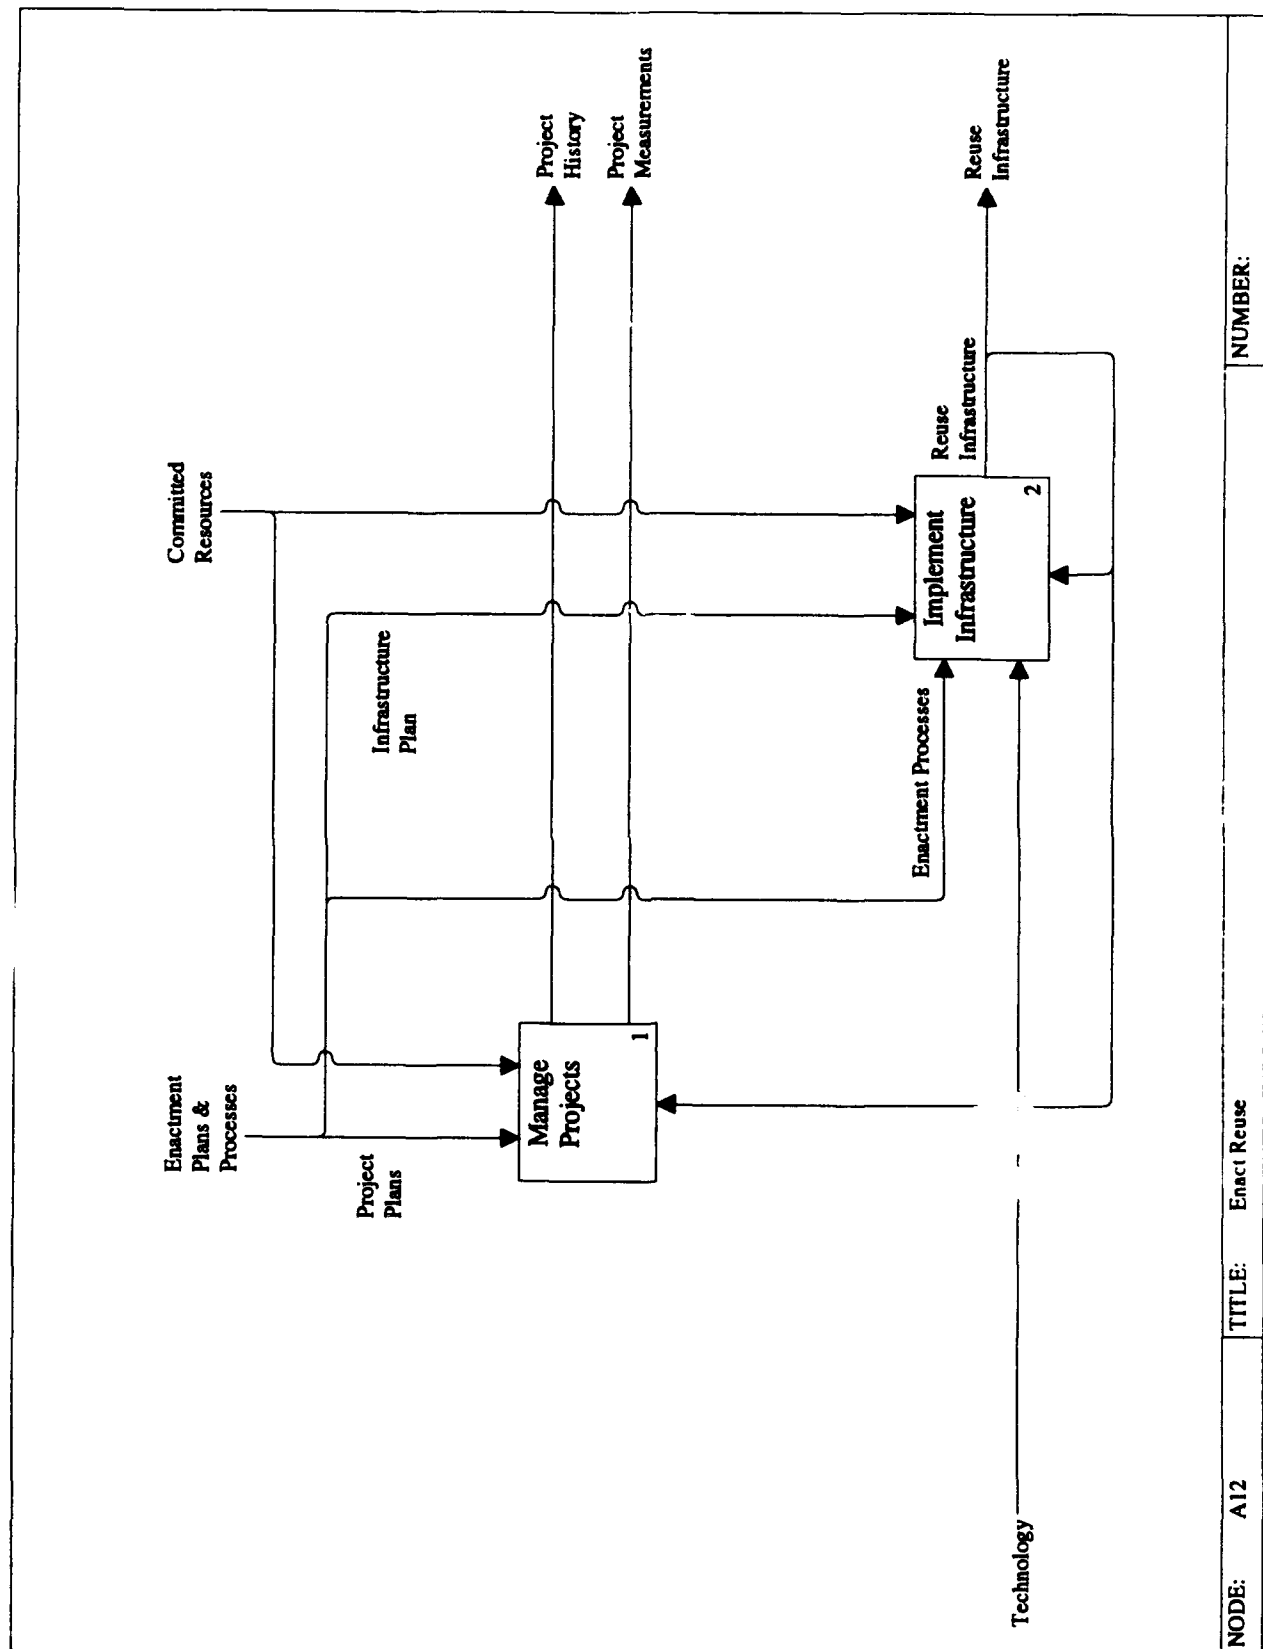 Committed
Resources
Enactment
Plans &
Processes
Project
Plans
Infrastructure
Plan
Project
History
Project
Measurements
Manage
Projects
1
Enactment Processes
Implement
Infrastructure
2
Reuse
Infrastructure
Reuse
Infrastructure
Technology
NODE: A12
TITLE: Enact Reuse
NUMBER: